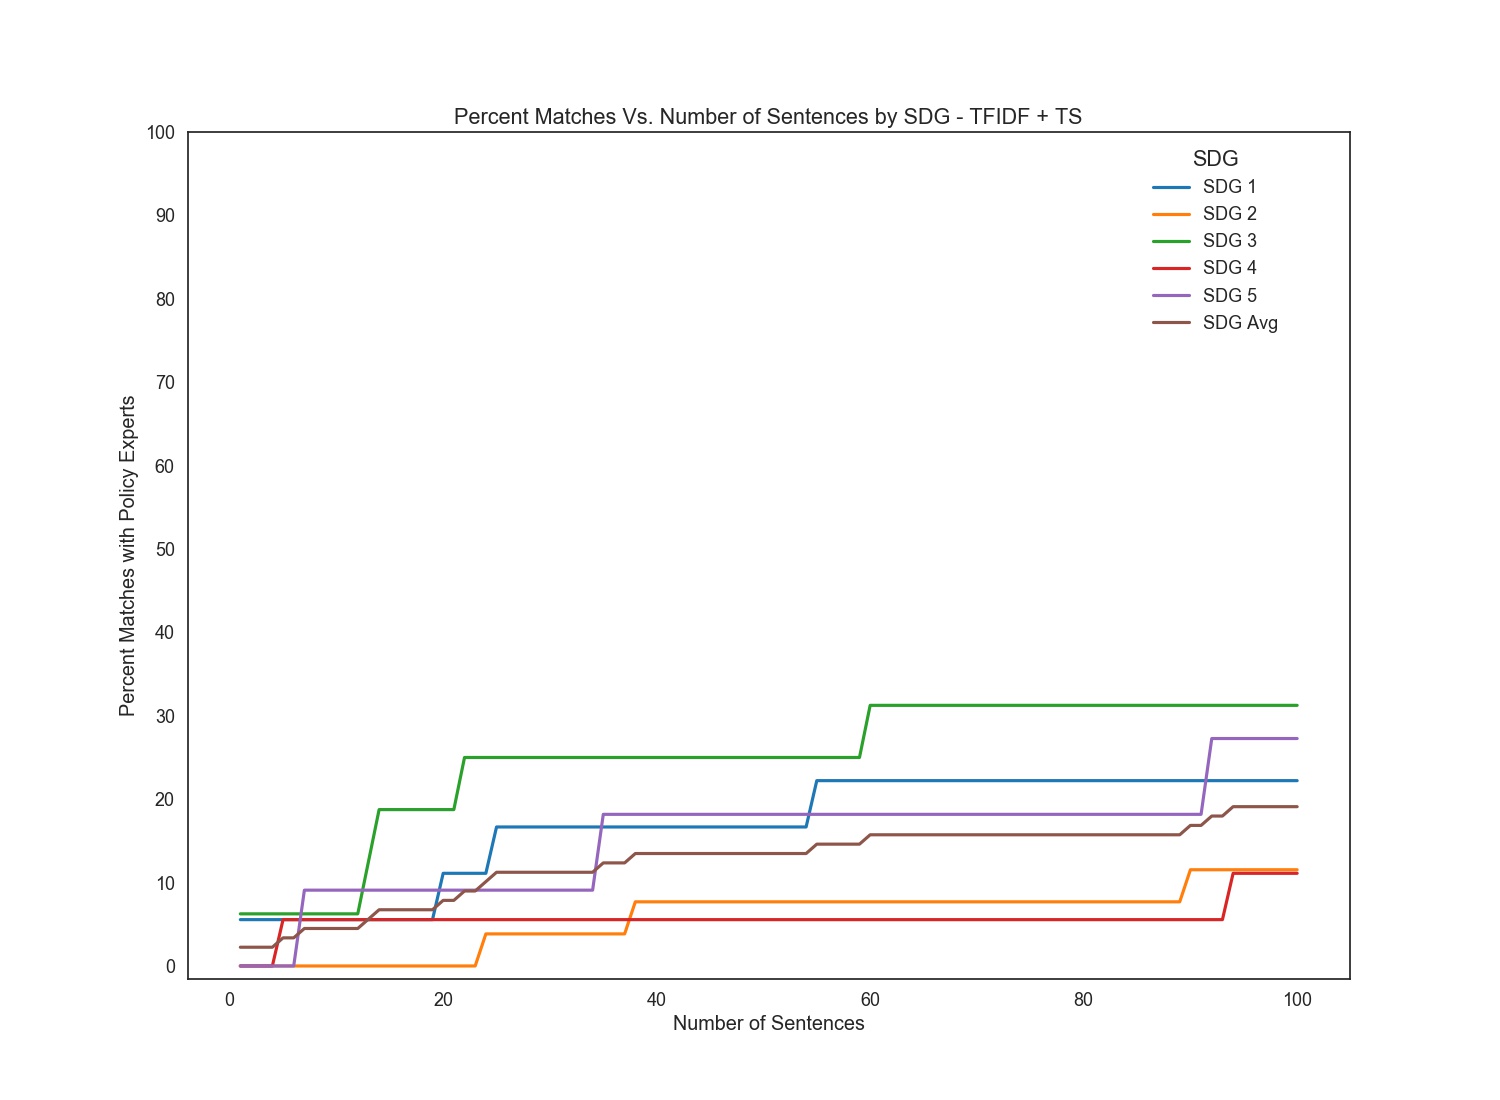 Percent Matches Vs. Number of Sentences by SDG - TFIDF + TS
100
90
80
70
60
50
40
30
20
10
0
Percent Matches with Policy Experts
SDG
SDG 1
SDG 2
SDG 3
SDG 4
SDG 5
SDG Avg
0 20 40 60 80 100
Number of Sentences